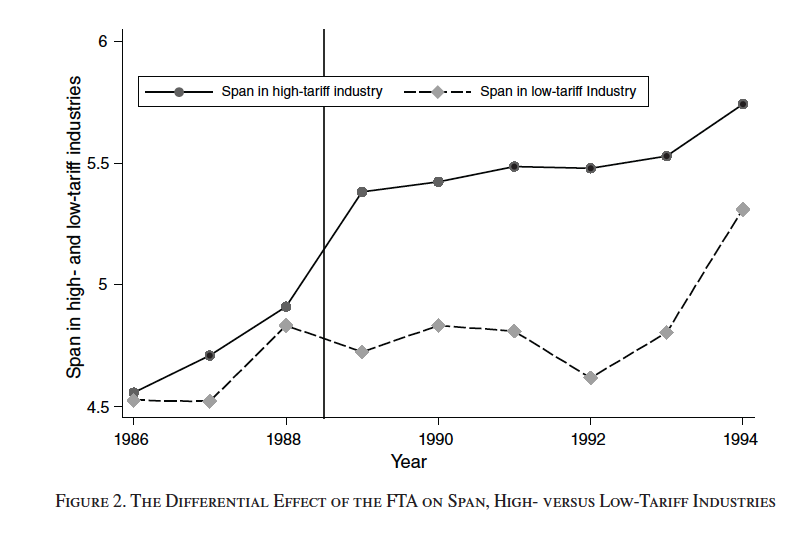 Span in high- and low-tariff industries
6
5.5
5
4.5
Span in high-tariff industry
Span in low-tariff Industry
1986
1988
1990
1992
1994
Year
FIGURE 2. THE DIFFERENTIAL EFFECT OF THE FTA ON SPAN, HIGH- VERSUS LOW-TARIFF INDUSTRIES